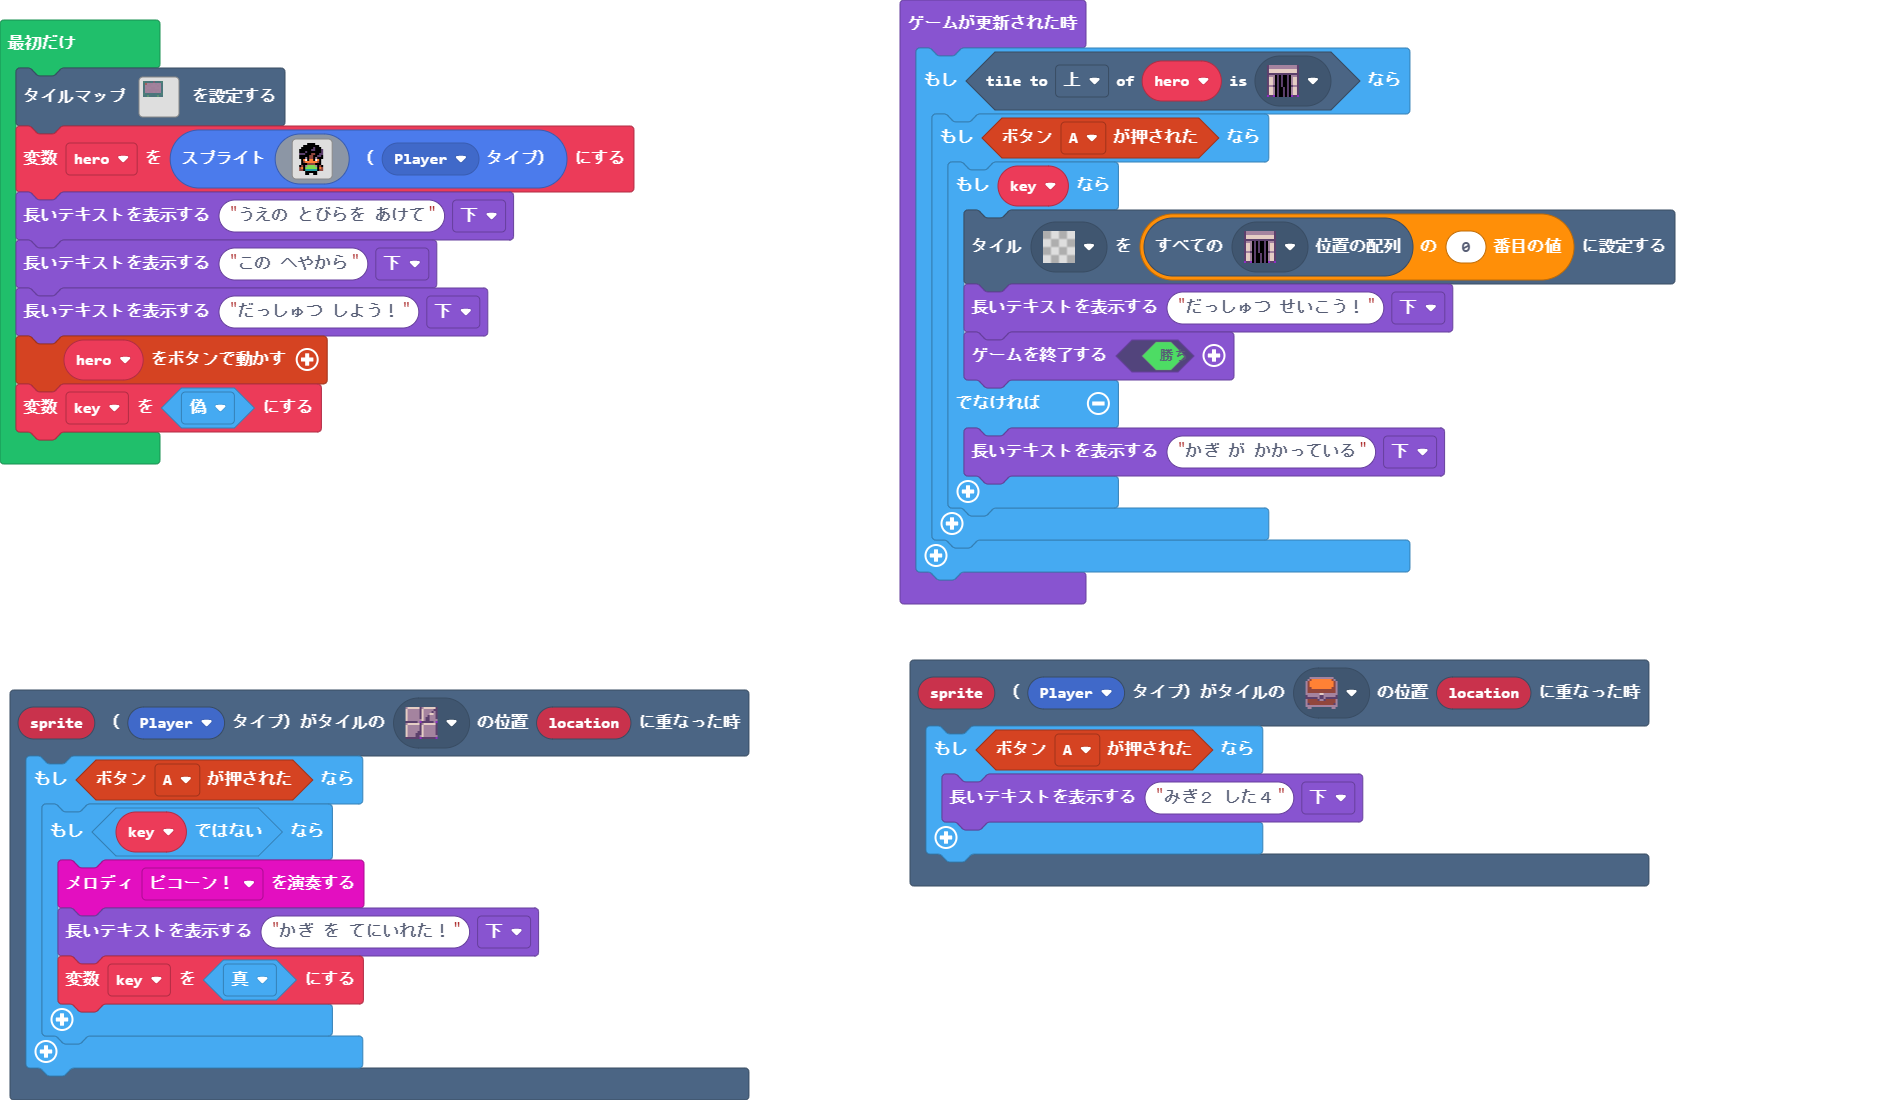 最初だけ
タイルマップ を設定する
変数 hero を スプライト ( Player タイプ) にする
長いテキストを表示する "うえの とびらを あけて" 下
長いテキストを表示する "この へやから" 下
長いテキストを表示する "だっしゅつ しよう！" 下
hero をボタンで動かす
変数 key を 偽 にする
ゲームが更新された時
もし tile to 上 of hero is なら
もし ボタン A が押された なら
もし key なら
タイル を すべての 位置の配列 の 0 番目の値 に設定する
長いテキストを表示する "だっしゅつ せいこう！" 下
ゲームを終了する
でなければ
長いテキストを表示する "かぎ が かかっている" 下
sprite ( Player タイプ) がタイルの の位置 location に重なった時
もし ボタン A が押された なら
もし key ではない なら
メロディ ピコーン！ を演奏する
長いテキストを表示する "かぎ を てにいれた！" 下
変数 key を 真 にする
sprite ( Player タイプ) がタイルの の位置 location に重なった時
もし ボタン A が押された なら
長いテキストを表示する "みぎ２ した４" 下